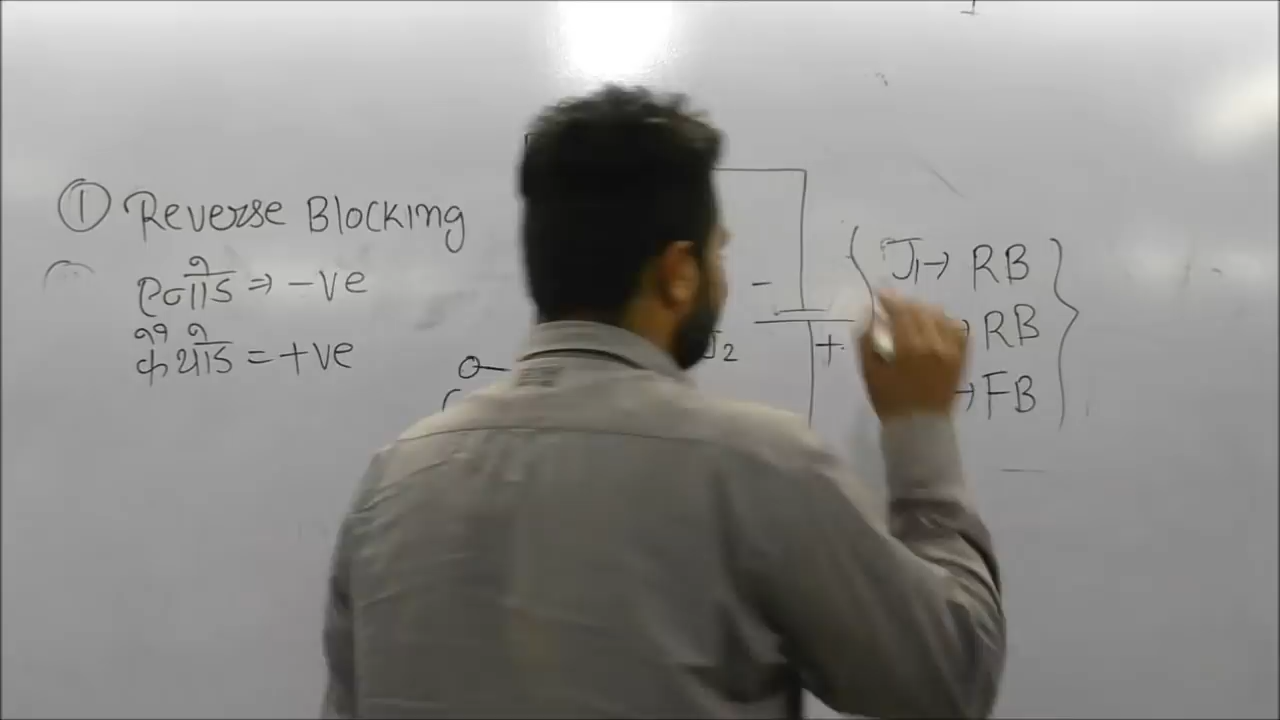 ① Reverse Blocking
एनोड ⇒ -ve
कैथोड = +ve
-
+
J2
J1→ RB
→ RB
→ FB